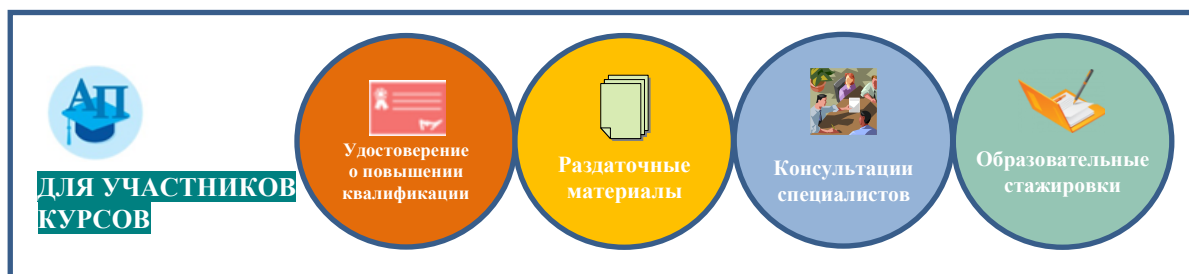 АП
ДЛЯ УЧАСТНИКОВ
КУРСОВ
Удостоверение
о повышении
квалификации
Раздаточные
материалы
Консультации
специалистов
Образовательные
стажировки